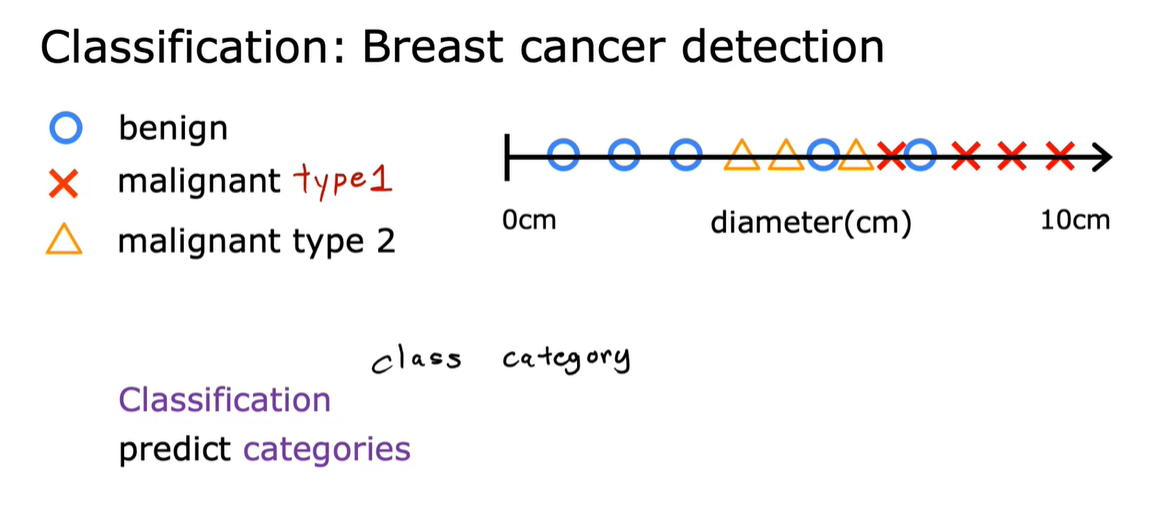 Classification: Breast cancer detection
benign
malignant type1
malignant type 2
0cm diameter(cm) 10cm
class category
Classification
predict categories